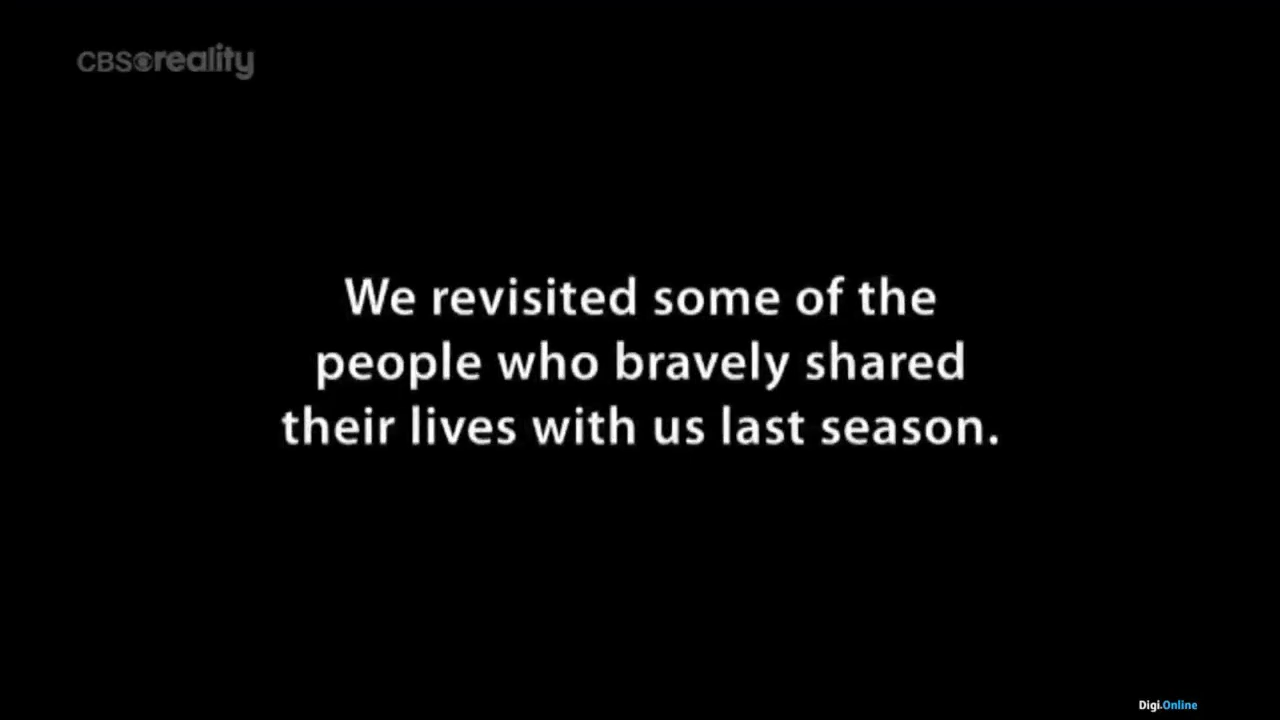 CBS reality
We revisited some of the
people who bravely shared
their lives with us last season.
Digi.Online